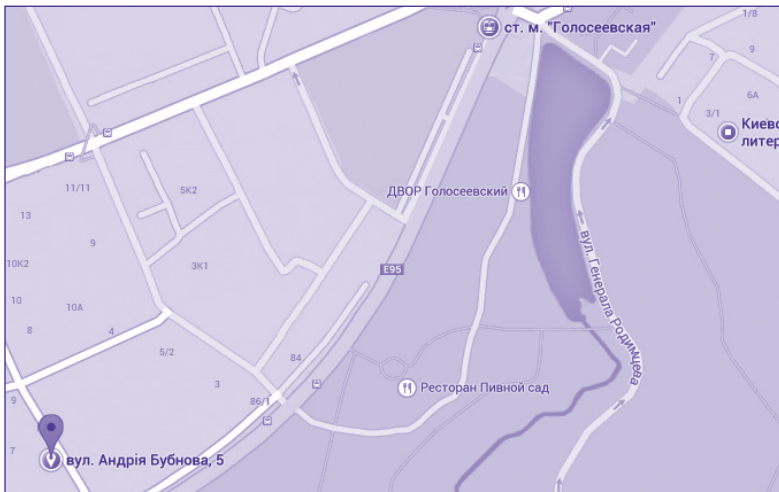 1/8
ст. м. "Голосеевская"
9
7
6А
1
3/1
Киевс
литер
11/11
5К2
ДВОР Голосеевский
13
9
вул. Генерала Родимцева
10К2
3К1
E95
10
10А
8
4
5/2
84
3
Ресторан Пивной сад
9
86/1
7
вул. Андрія Бубнова, 5